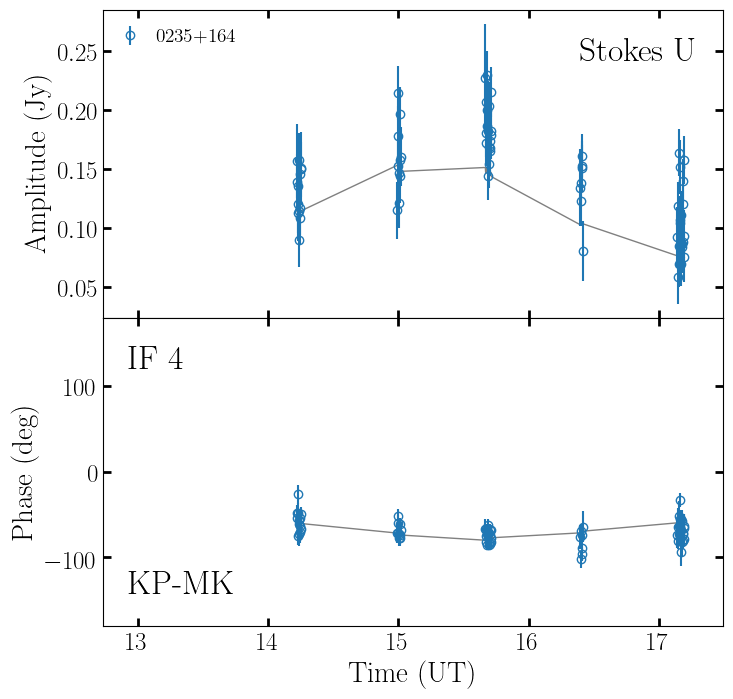 0235+164
Stokes U
0.25
0.20
0.15
0.10
0.05
Amplitude (Jy)
IF 4
100
0
−100
Phase (deg)
KP-MK
13 14 15 16 17
Time (UT)